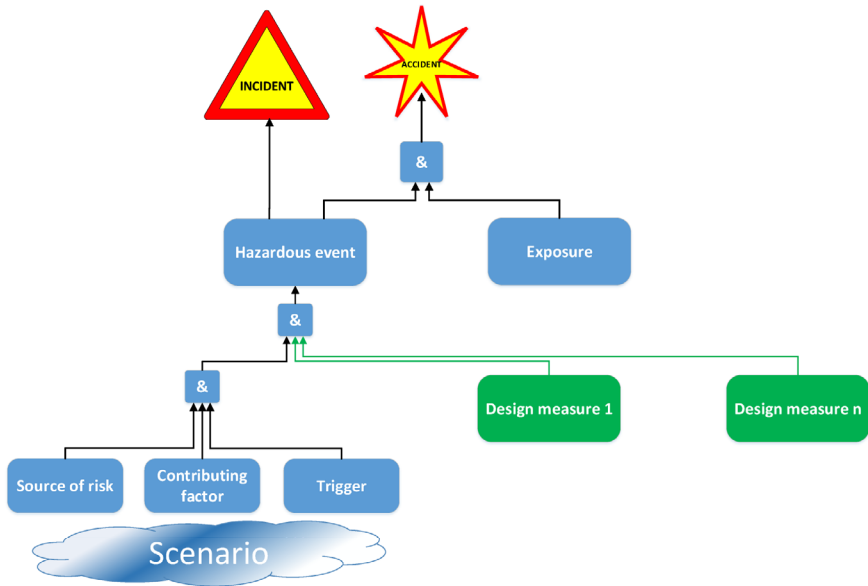 INCIDENT
ACCIDENT
&
Hazardous event
Exposure
&
&
Design measure 1
Design measure n
Source of risk
Contributing
factor
Trigger
Scenario